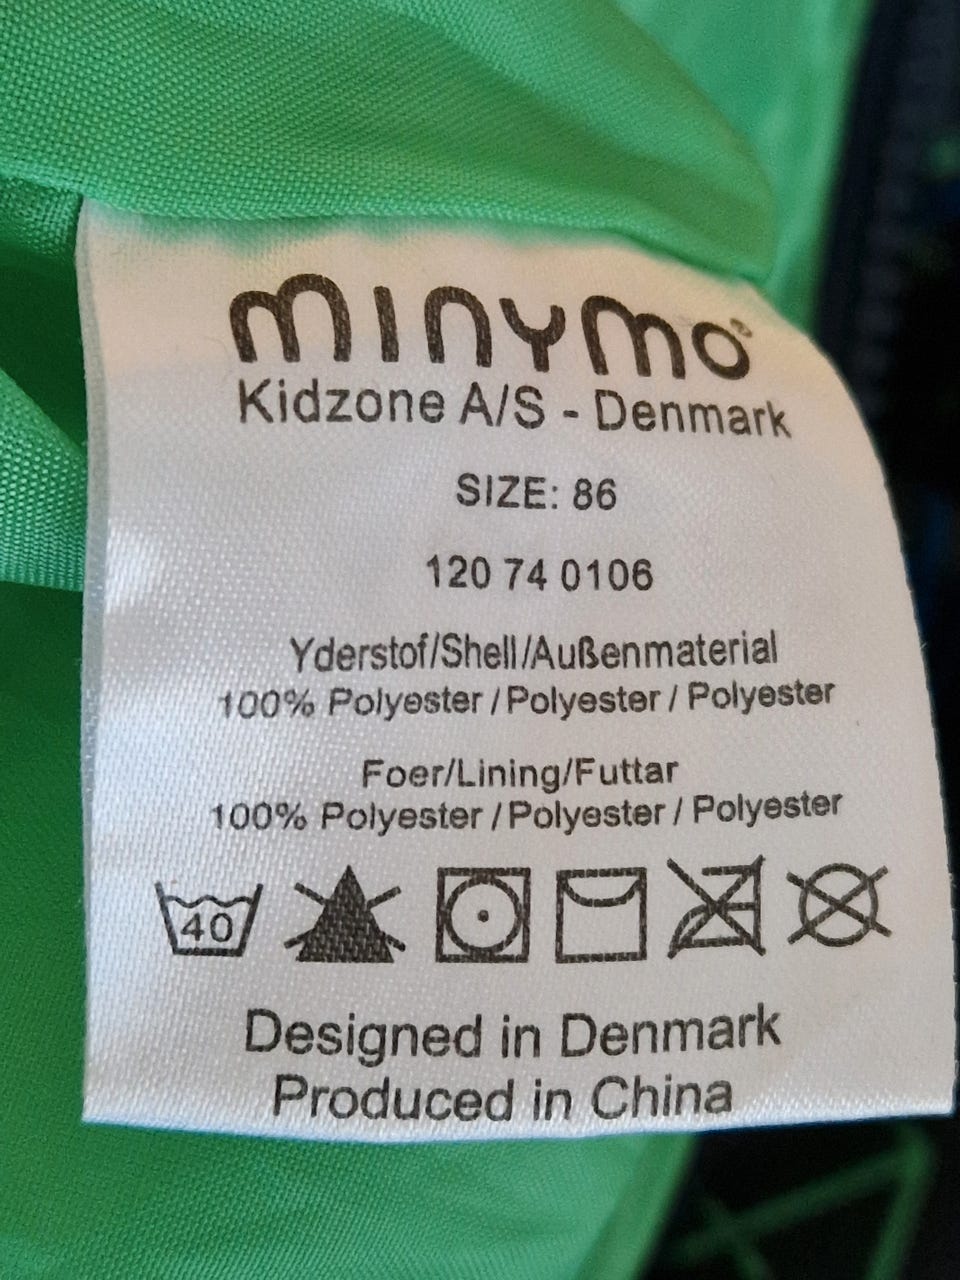 minymo®
Kidzone A/S - Denmark
SIZE: 86
120 74 0106
Yderstof/Shell/Außenmaterial
100% Polyester / Polyester / Polyester
Foer/Lining/Futtar
100% Polyester / Polyester / Polyester
40
Designed in Denmark
Produced in China